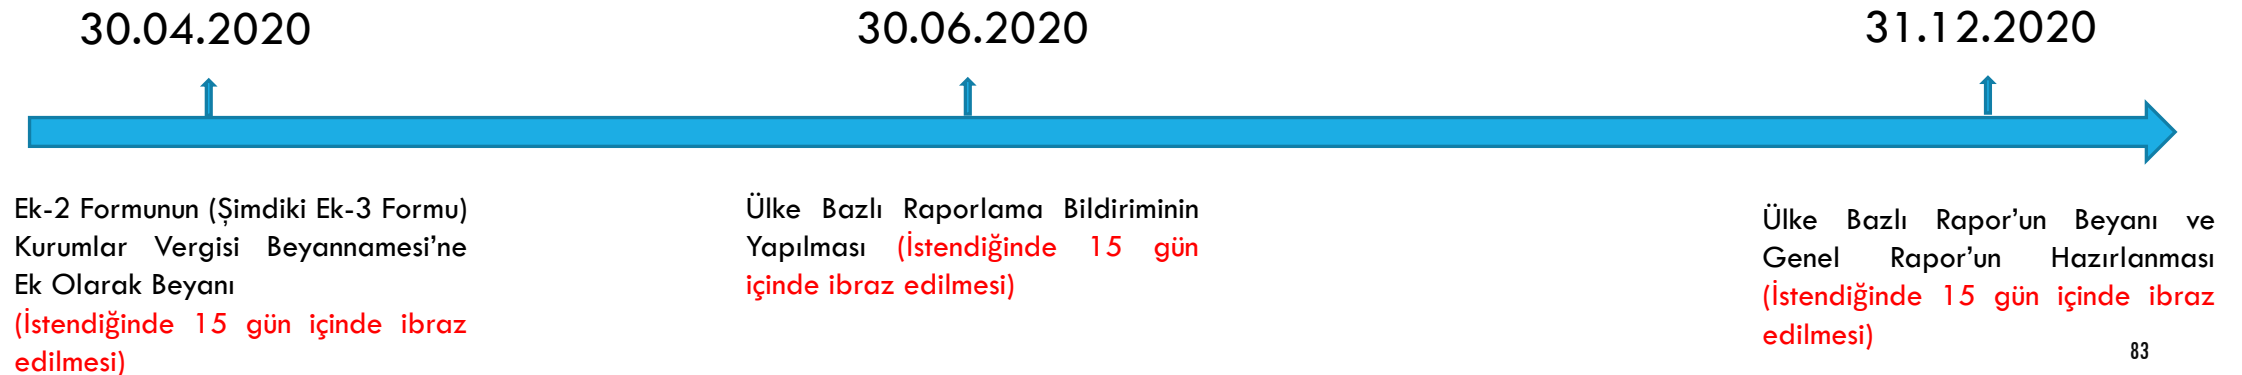 30.04.2020
30.06.2020
31.12.2020
Ek-2 Formunun (Şimdiki Ek-3 Formu)
Kurumlar Vergisi Beyannamesi’ne
Ek Olarak Beyanı
(İstendiğinde 15 gün içinde ibraz
edilmesi)
Ülke Bazlı Raporlama Bildiriminin
Yapılması (İstendiğinde 15 gün
içinde ibraz edilmesi)
Ülke Bazlı Rapor’un Beyanı ve
Genel Rapor’un Hazırlanması
(İstendiğinde 15 gün içinde ibraz
edilmesi)
83